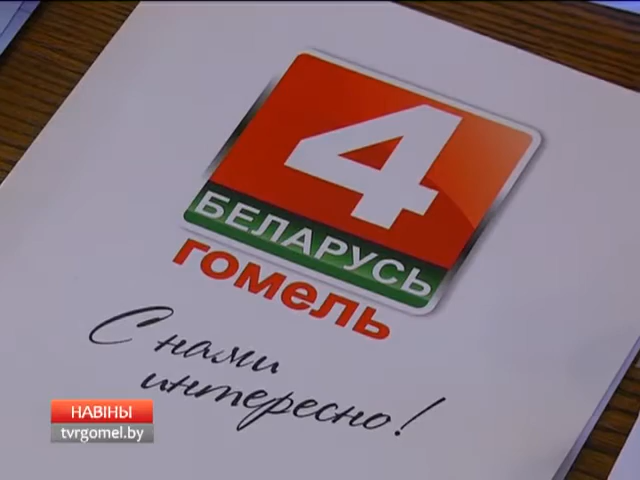 4
БЕЛАРУСЬ
гомель
С нами
интересно!
НАВІНЫ
tvrgomel.by